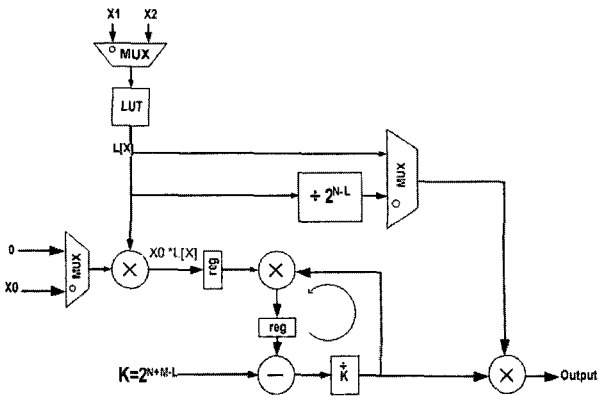 X1 X2
MUX
LUT
L[X]
MUX
÷ 2^{N-L}
0
X0
MUX
×
X0 *L[X]
reg
×
reg
K=2^{N+M-L}
−
÷
K
×
Output